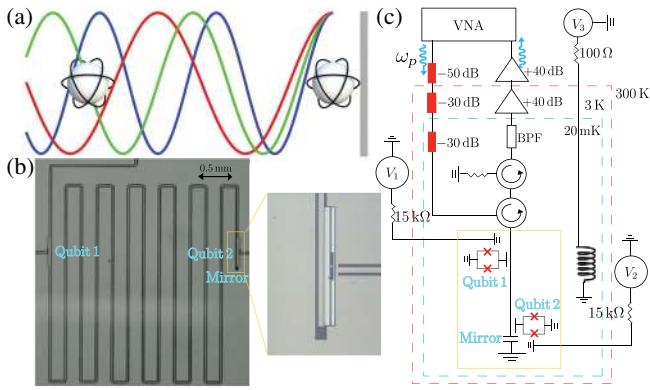 (a)
(b)
0.5 mm
Qubit 1
Qubit 2
Mirror
(c)
VNA
V3
ωp
100 Ω
−50 dB
+40 dB
300 K
−30 dB
+40 dB
3 K
−30 dB
BPF
20 mK
V1
15 kΩ
V2
Qubit 1
Qubit 2
15 kΩ
Mirror